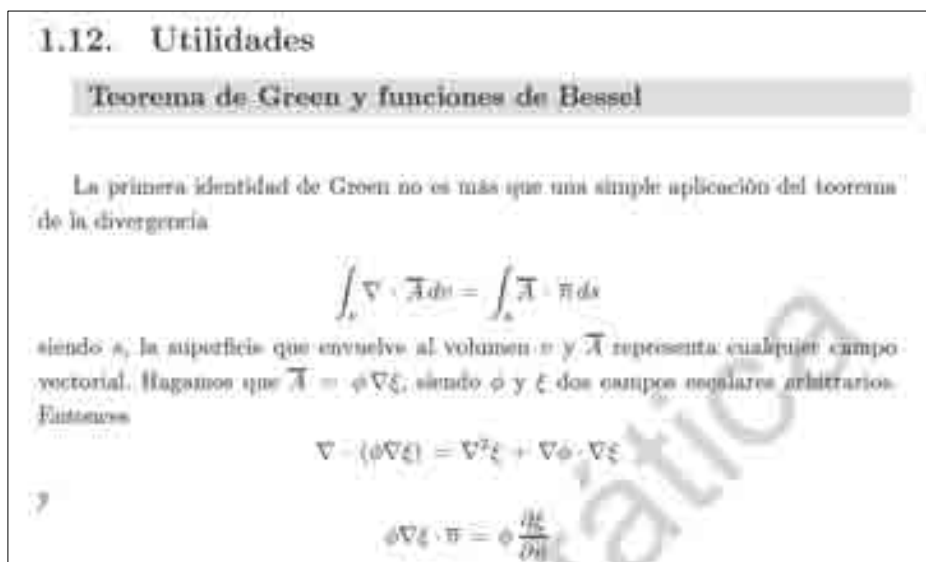 1.12. Utilidades
Teorema de Green y funciones de Bessel
La primera identidad de Green no es más que una simple aplicación del teorema
de la divergencia
∫_v ∇ · A̅ dv = ∫_s A̅ · n̅ ds
siendo s, la superficie que envuelve al volumen v y A̅ representa cualquier campo
vectorial. Hagamos que A̅ = φ∇ξ, siendo φ y ξ dos campos escalares arbitrarios.
Entonces
∇ · (φ∇ξ) = ∇²ξ + ∇φ · ∇ξ
y
φ∇ξ · n̅ = φ ∂ξ/∂n